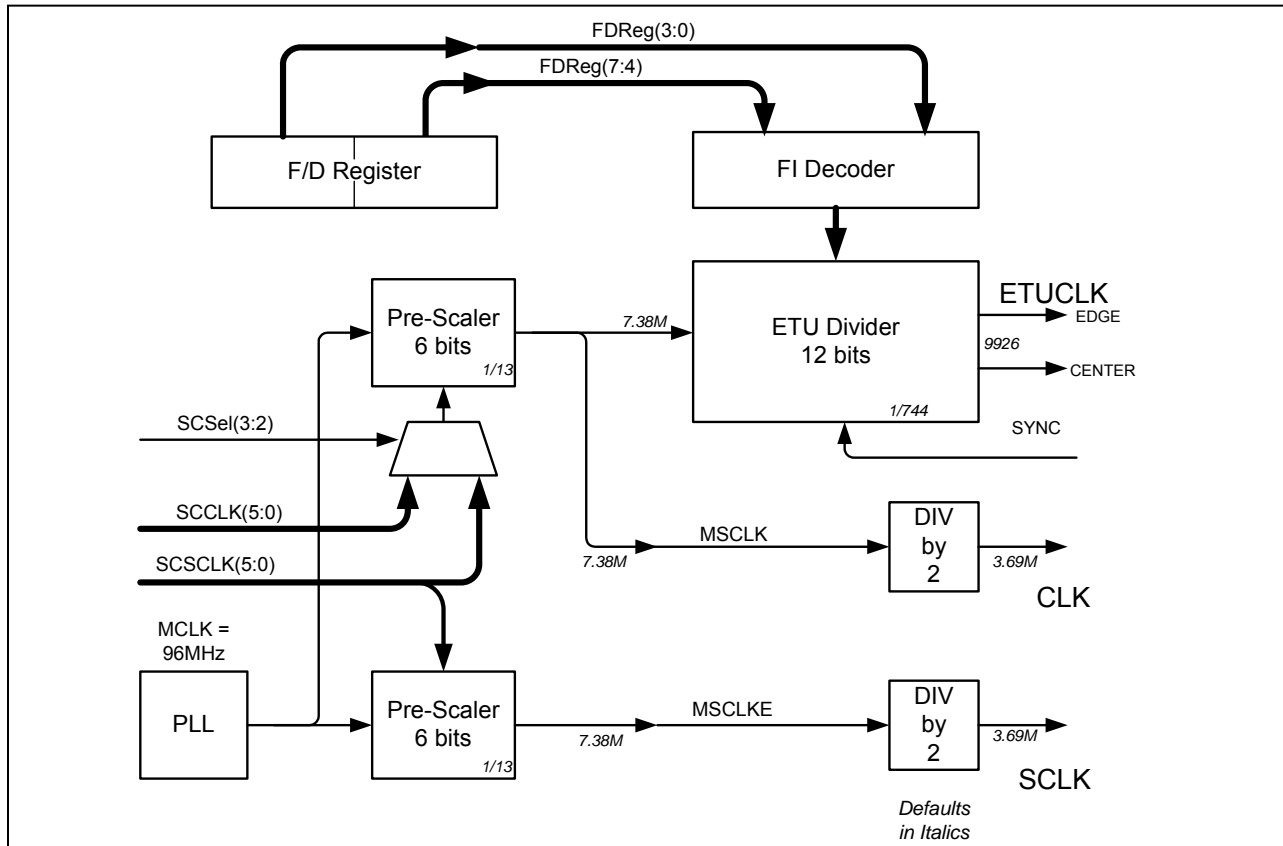 FDReg(3:0)
FDReg(7:4)
F/D Register
FI Decoder
Pre-Scaler
6 bits
1/13
7.38M
ETU Divider
12 bits
1/744
ETUCLK
EDGE
9926
CENTER
SYNC
SCSel(3:2)
SCCLK(5:0)
SCSCLK(5:0)
MSCLK
7.38M
DIV
by
2
3.69M
CLK
MCLK =
96MHz
PLL
Pre-Scaler
6 bits
1/13
7.38M
MSCLKE
DIV
by
2
3.69M
SCLK
Defaults
in Italics